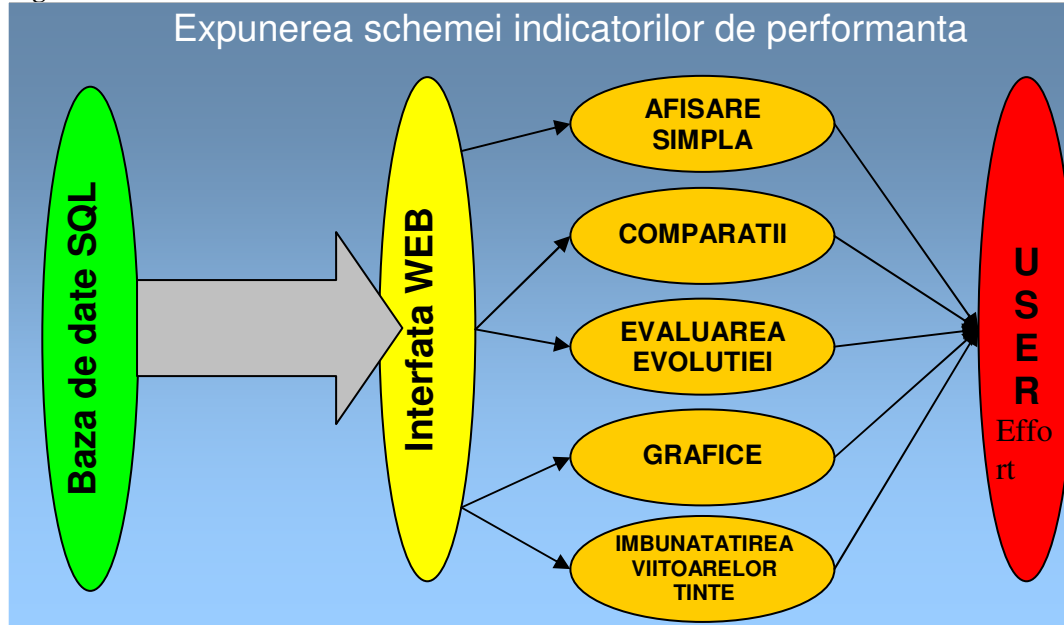 Expunerea schemei indicatorilor de performanta
Baza de date SQL
Interfata WEB
AFISARE
SIMPLA
COMPARATII
EVALUAREA
EVOLUTIEI
GRAFICE
IMBUNATATIREA
VIITOARELOR
TINTE
U
S
E
R
Effo
rt